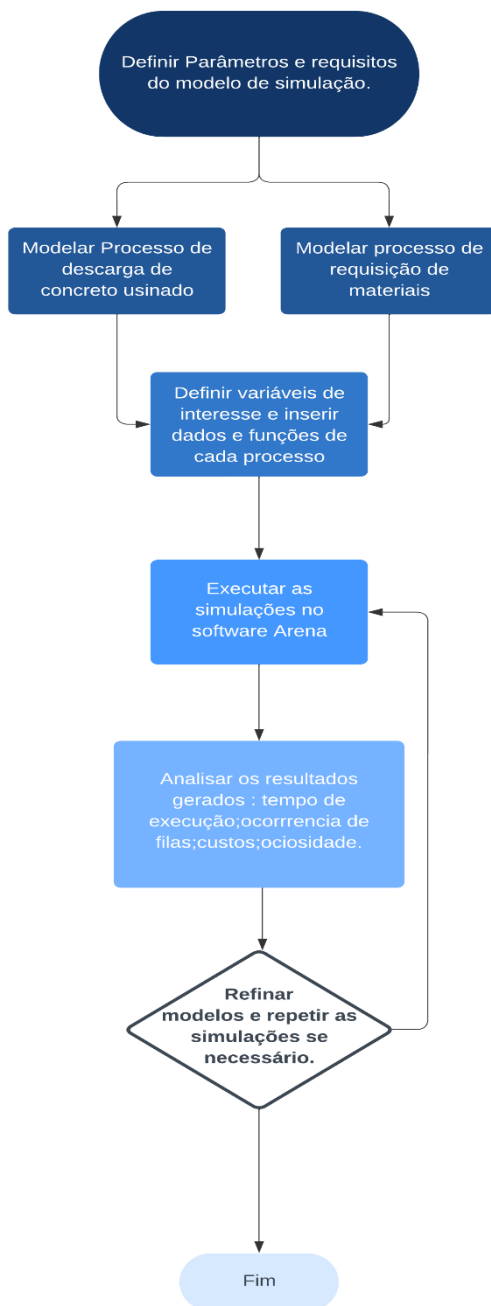 Definir Parâmetros e requisitos
do modelo de simulação.
Modelar Processo de
descarga de
concreto usinado
Modelar processo de
requisição de
materiais
Definir variáveis de
interesse e inserir
dados e funções de
cada processo
Executar as
simulações no
software Arena
Analisar os resultados
gerados : tempo de
execução;ocorrrencia de
filas;custos;ociosidade.
Refinar
modelos e repetir as
simulações se
necessário.
Fim